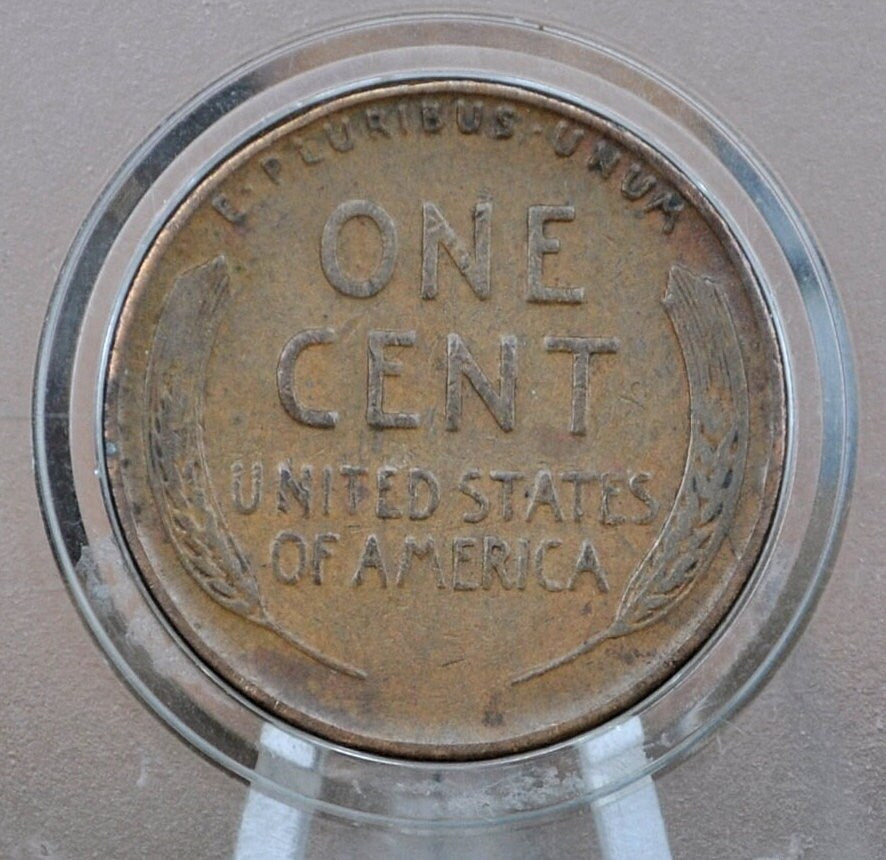 E·PLURIBUS·UNUM
ONE
CENT
UNITED STATES
OF AMERICA